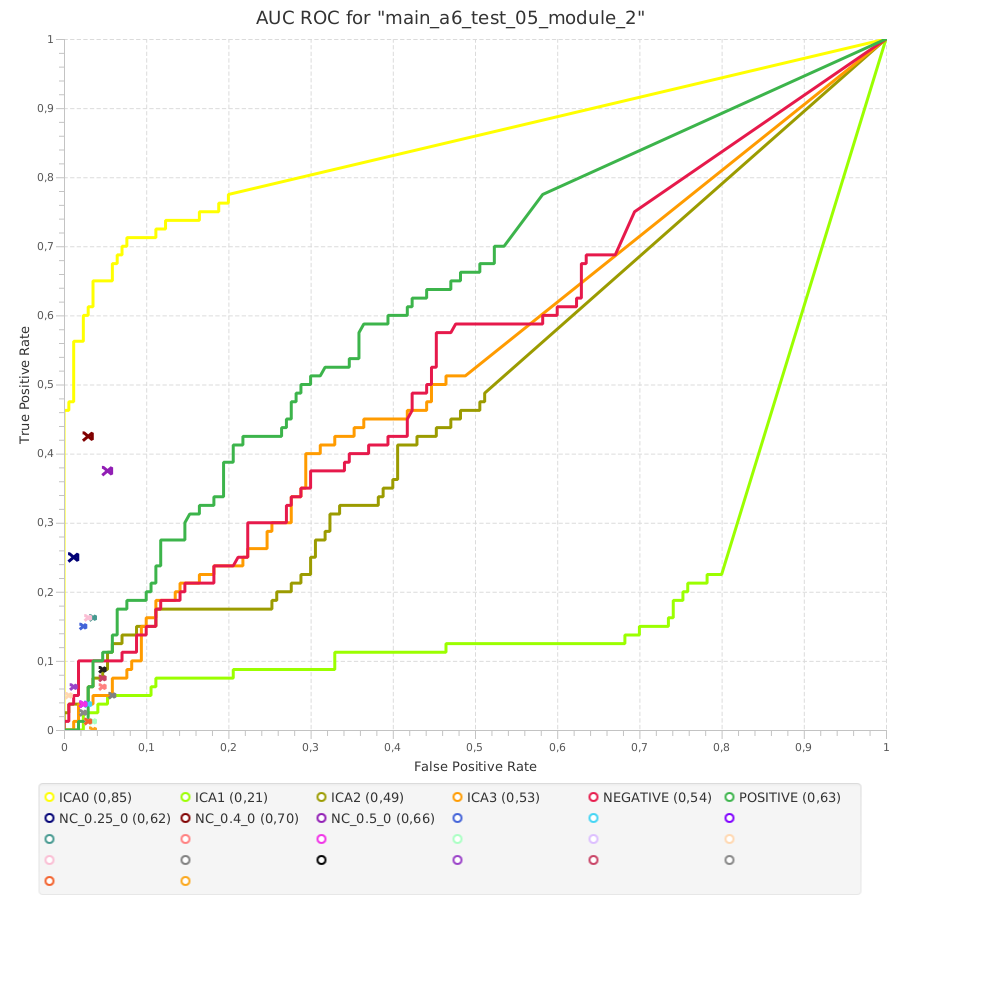 AUC ROC for "main_a6_test_05_module_2"
True Positive Rate
1
0,9
0,8
0,7
0,6
0,5
0,4
0,3
0,2
0,1
0
0 0,1 0,2 0,3 0,4 0,5 0,6 0,7 0,8 0,9 1
False Positive Rate
ICA0 (0,85) ICA1 (0,21) ICA2 (0,49) ICA3 (0,53) NEGATIVE (0,54) POSITIVE (0,63)
NC_0.25_0 (0,62) NC_0.4_0 (0,70) NC_0.5_0 (0,66)